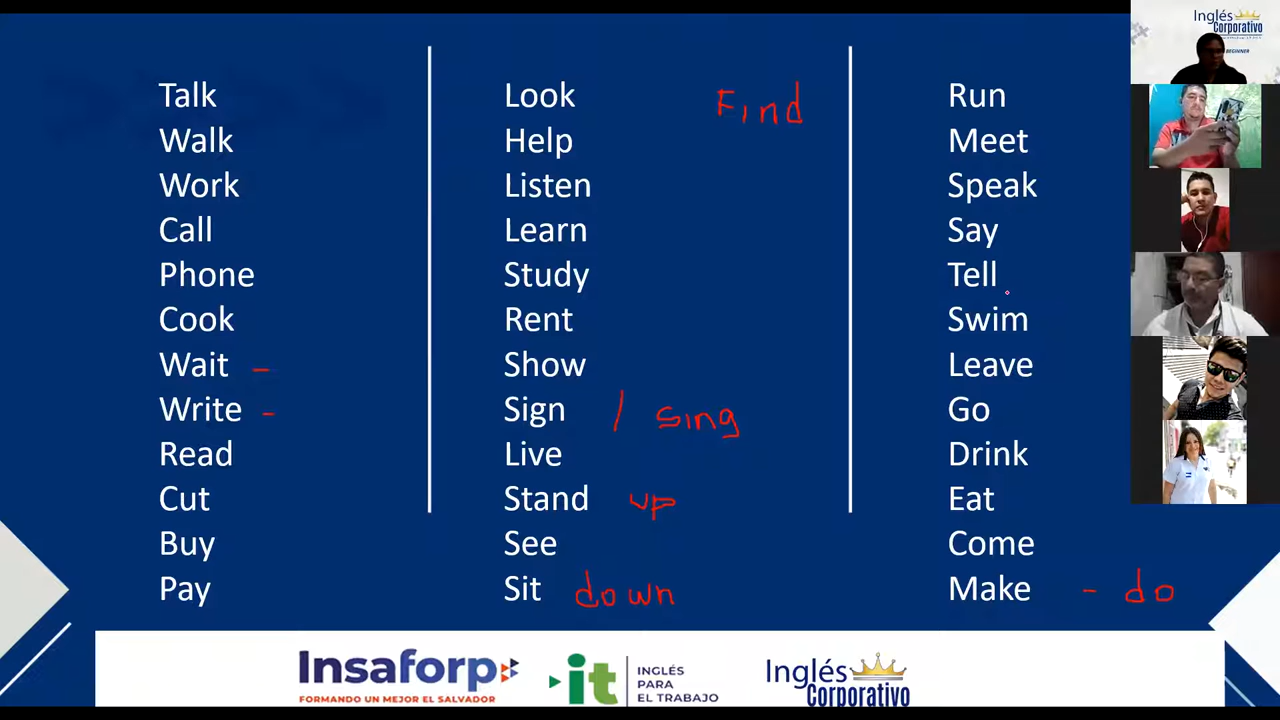 Talk
Walk
Work
Call
Phone
Cook
Wait -
Write -
Read
Cut
Buy
Pay
Look Find
Help
Listen
Learn
Study
Rent
Show
Sign / sing
Live
Stand up
See
Sit down
Run
Meet
Speak
Say
Tell
Swim
Leave
Go
Drink
Eat
Come
Make - do
Inglés
Corporativo
BEGINNER
Insaforp
FORMANDO UN MEJOR EL SALVADOR
it
INGLÉS
PARA
EL TRABAJO
Inglés
Corporativo